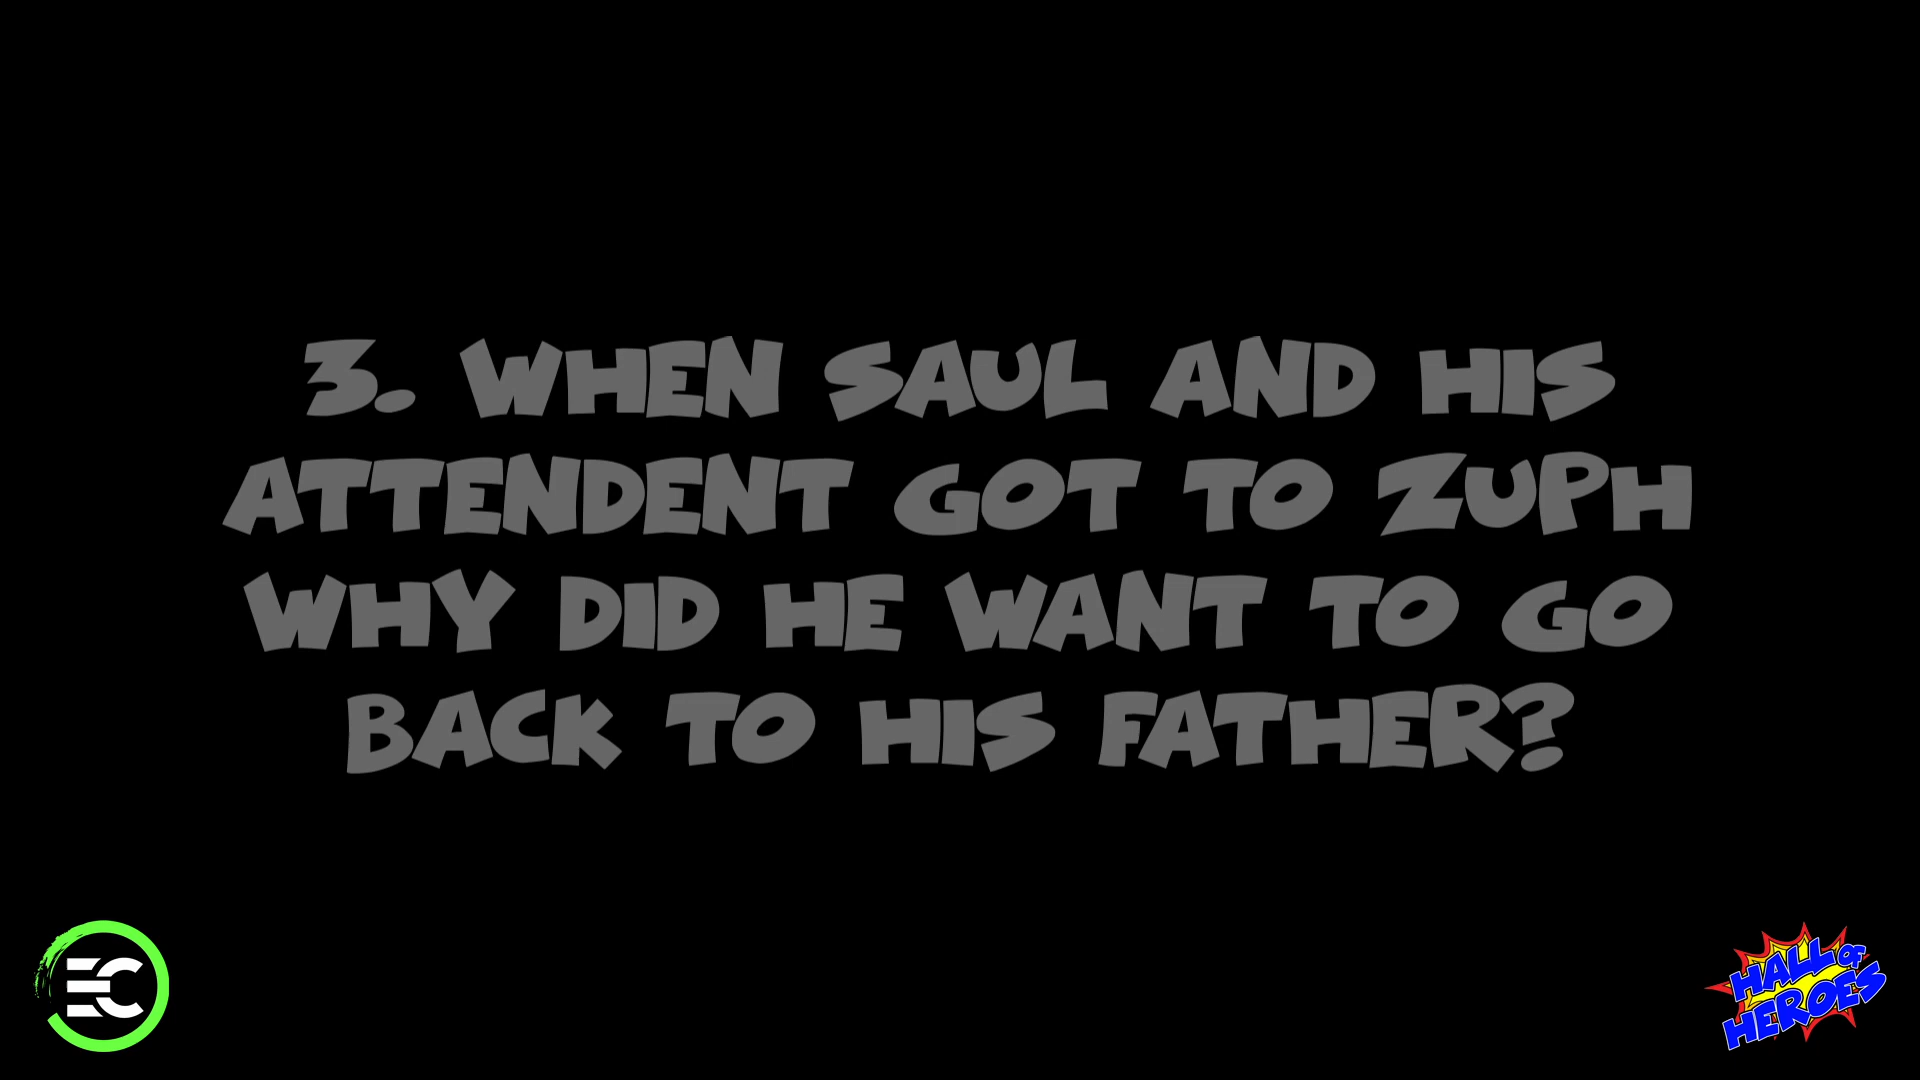 3. WHEN SAUL AND HIS
ATTENDENT GOT TO ZUPH
WHY DID HE WANT TO GO
BACK TO HIS FATHER?
EC
HALL OF
HEROES